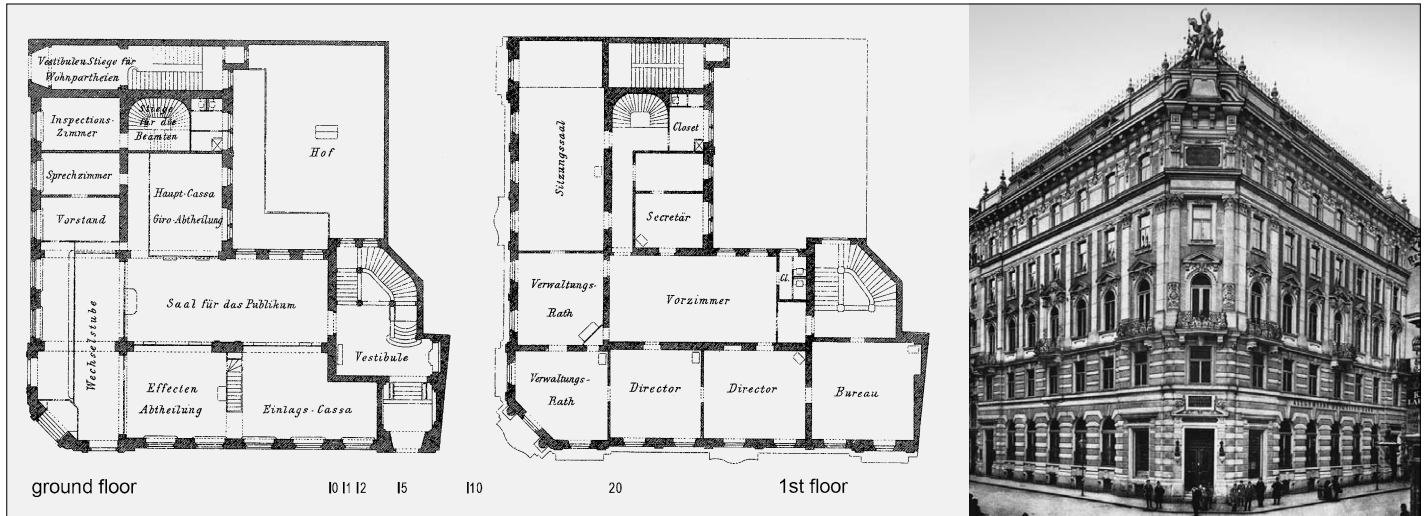 Vestibulen Stiege für
Wohnpartheien
Inspections-
Zimmer
Stiege
für die
Beamten
Hof
Sprechzimmer
Haupt-Cassa
Giro-Abtheilung
Vorstand
Wechselstube
Saal für das Publikum
Vestibule
Effecten
Abtheilung
Einlags-Cassa
ground floor
Sitzungssaal
Closet
Secretär
Verwaltungs-
Rath
Vorzimmer
Cl.
Verwaltungs-
Rath
Director
Director
Bureau
0 1 2 5 10 20
1st floor